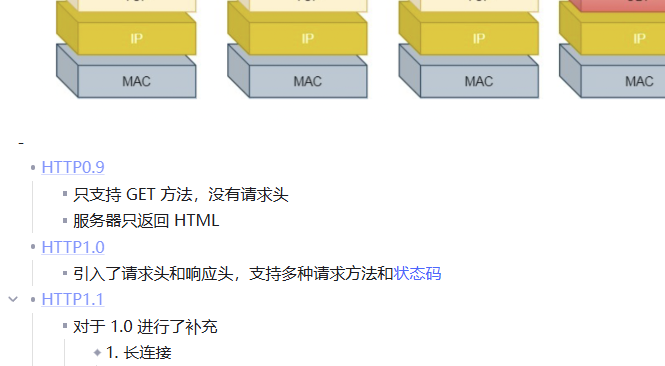 IP IP IP IP
MAC MAC MAC MAC
-
HTTP0.9
只支持 GET 方法，没有请求头
服务器只返回 HTML
HTTP1.0
引入了请求头和响应头，支持多种请求方法和状态码
HTTP1.1
对于 1.0 进行了补充
1. 长连接